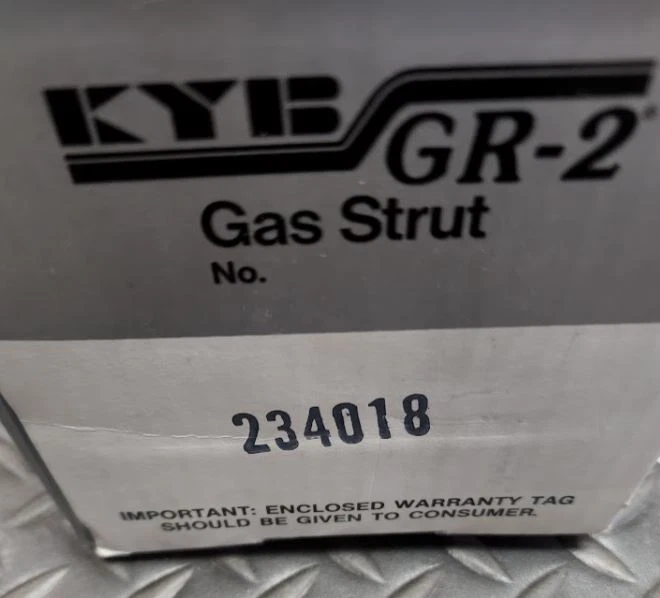 KYB GR-2®
Gas Strut
No.
234018
IMPORTANT: ENCLOSED WARRANTY TAG
SHOULD BE GIVEN TO CONSUMER.